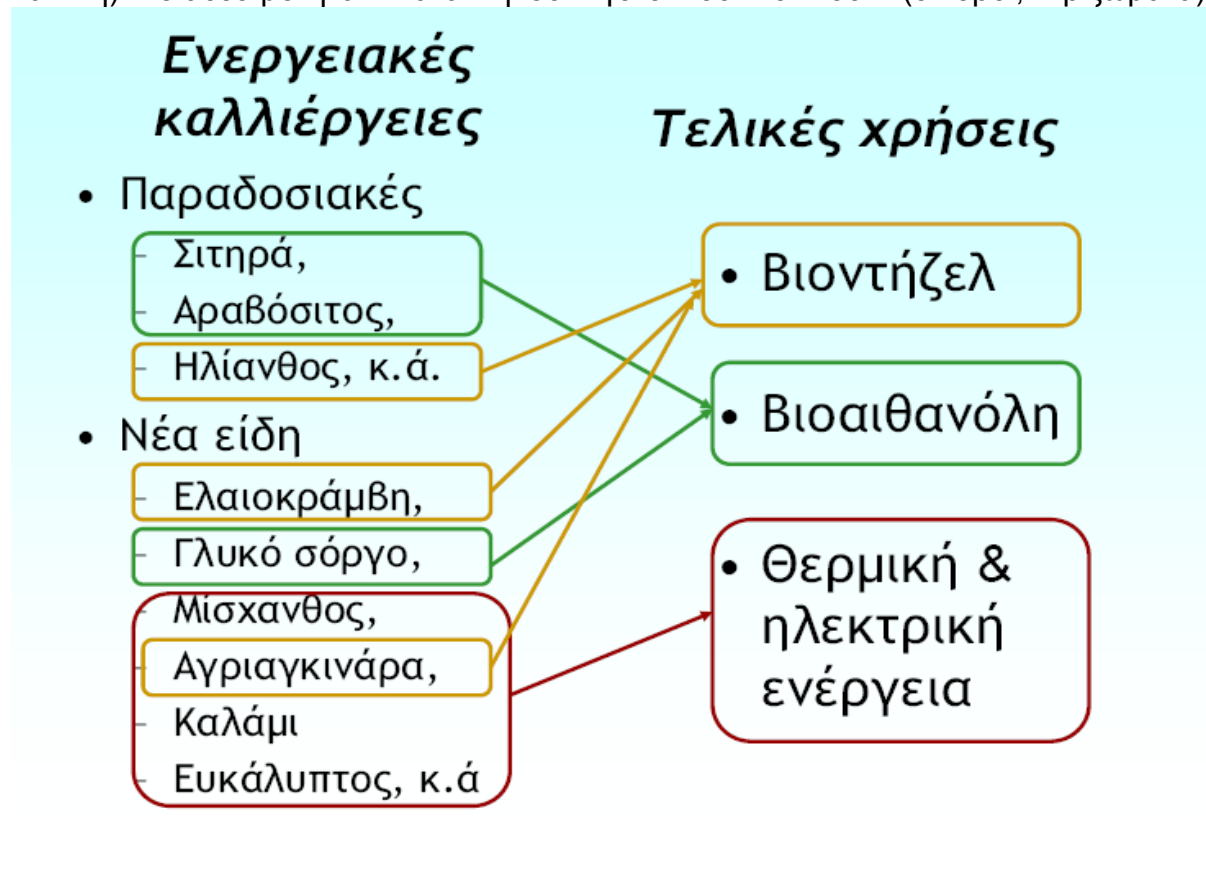 Ενεργειακές
καλλιέργειες
Τελικές χρήσεις
• Παραδοσιακές
– Σιτηρά,
– Αραβόσιτος,
– Ηλίανθος, κ.ά.
• Νέα είδη
– Ελαιοκράμβη,
– Γλυκό σόργο,
– Μίσχανθος,
– Αγριαγκινάρα,
– Καλάμι
– Ευκάλυπτος, κ.ά
• Βιοντήζελ
• Βιοαιθανόλη
• Θερμική &
ηλεκτρική
ενέργεια